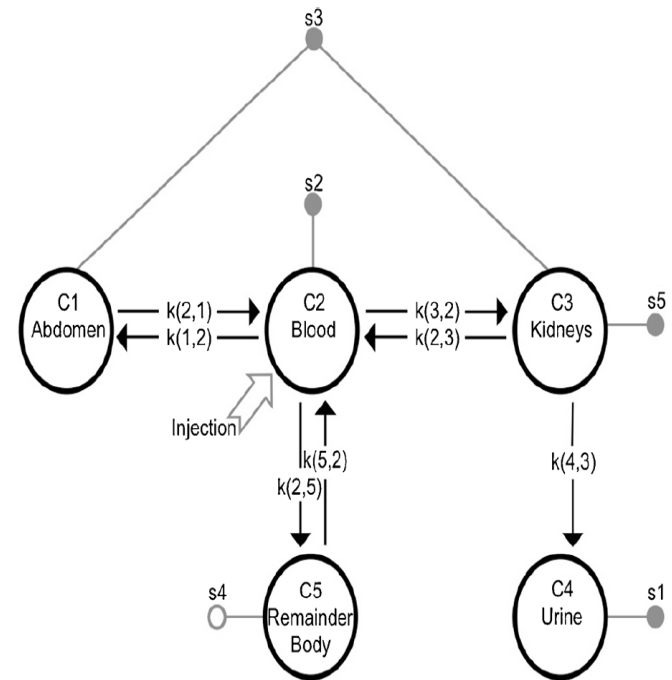 s3
s2
C1
Abdomen
k(2,1)
k(1,2)
C2
Blood
k(3,2)
k(2,3)
C3
Kidneys
s5
Injection
k(5,2)
k(2,5)
k(4,3)
s4
C5
Remainder
Body
C4
Urine
s1